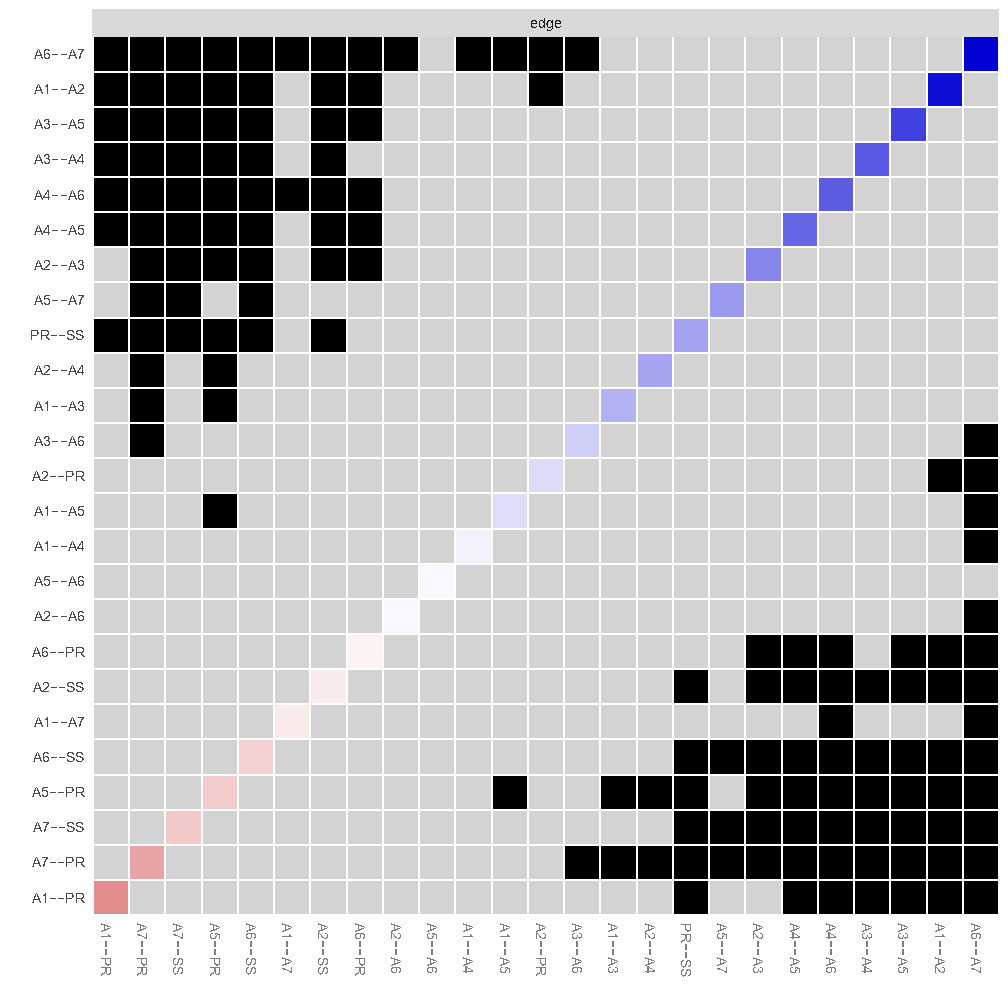 edge
A6--A7
A1--A2
A3--A5
A3--A4
A4--A6
A4--A5
A2--A3
A5--A7
PR--SS
A2--A4
A1--A3
A3--A6
A2--PR
A1--A5
A1--A4
A5--A6
A2--A6
A6--PR
A2--SS
A1--A7
A6--SS
A5--PR
A7--SS
A7--PR
A1--PR
A1--PR
A7--PR
A7--SS
A5--PR
A6--SS
A1--A7
A2--SS
A6--PR
A2--A6
A5--A6
A1--A4
A1--A5
A2--PR
A3--A6
A1--A3
A2--A4
PR--SS
A5--A7
A2--A3
A4--A5
A4--A6
A3--A4
A3--A5
A1--A2
A6--A7